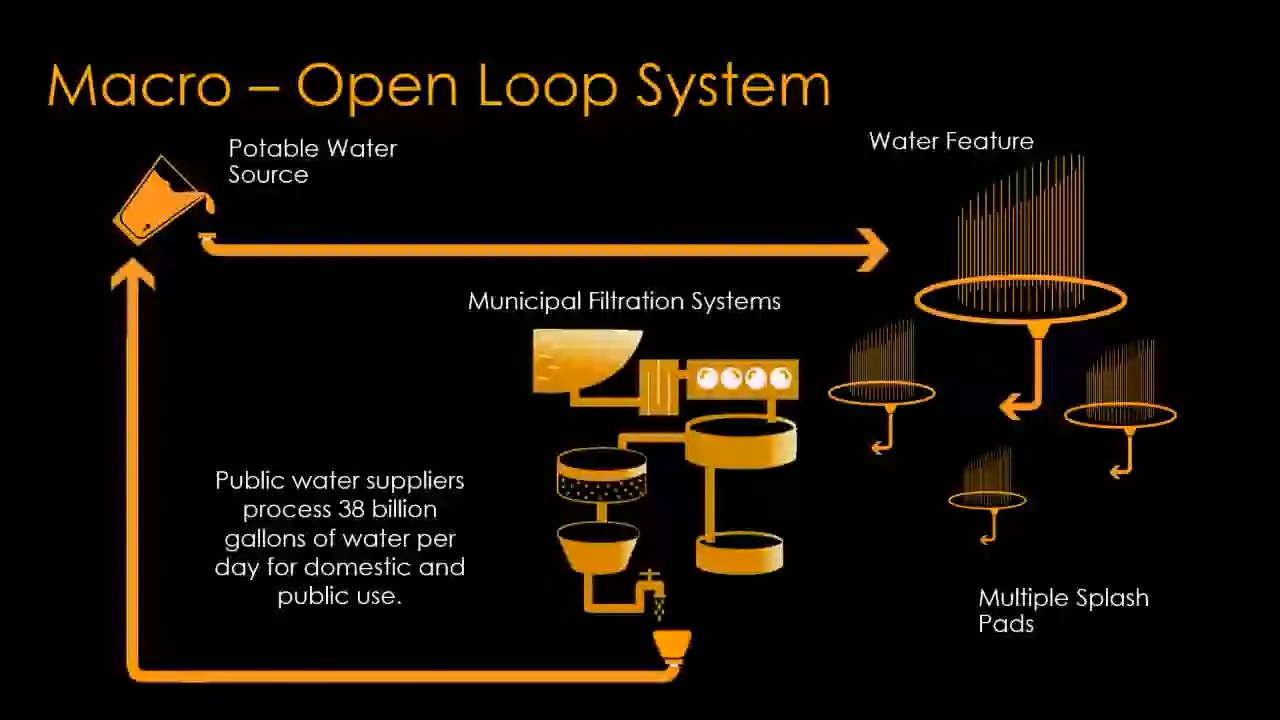 Macro – Open Loop System
Potable Water
Source
Water Feature
Municipal Filtration Systems
Public water suppliers
process 38 billion
gallons of water per
day for domestic and
public use.
Multiple Splash
Pads